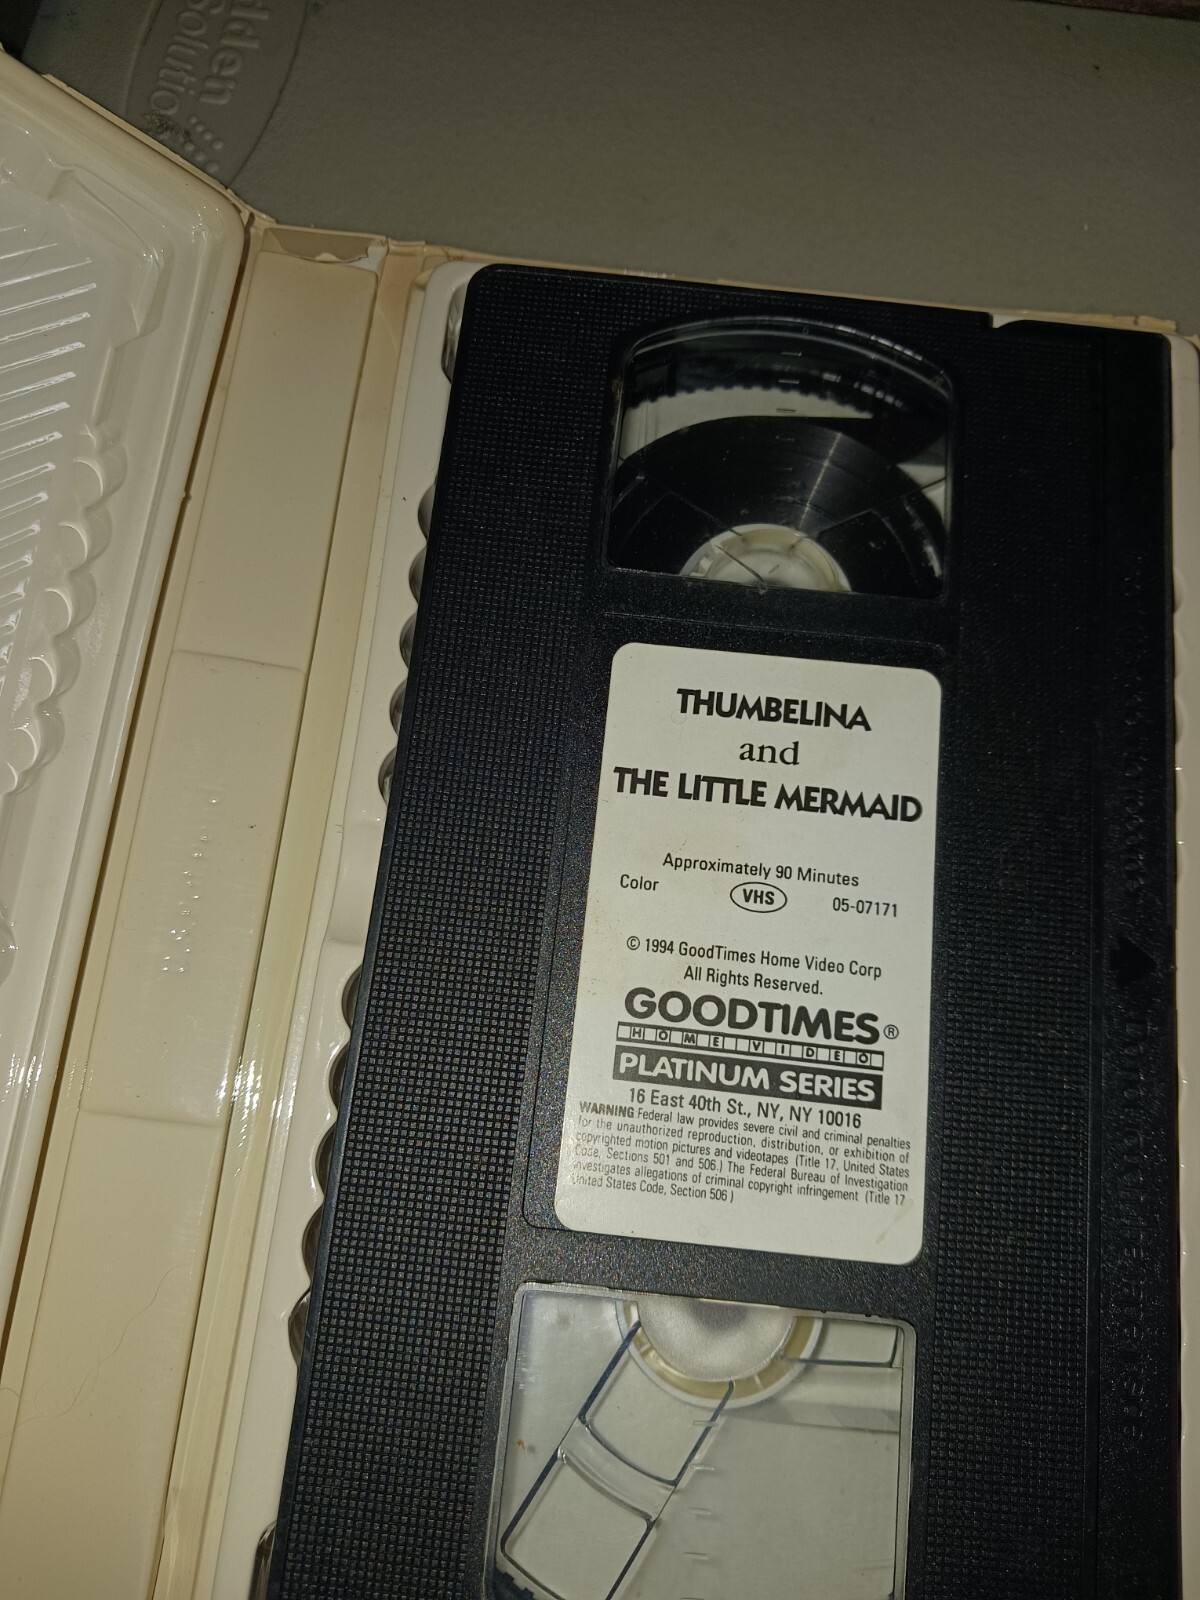 dden
Solutio
THUMBELINA
and
THE LITTLE MERMAID
Approximately 90 Minutes
Color VHS 05-07171
© 1994 GoodTimes Home Video Corp
All Rights Reserved.
GOODTIMES®
HOME VIDEO
PLATINUM SERIES
16 East 40th St., NY, NY 10016
WARNING Federal law provides severe civil and criminal penalties
for the unauthorized reproduction, distribution, or exhibition of
copyrighted motion pictures and videotapes (Title 17, United States
Code, Sections 501 and 506.) The Federal Bureau of Investigation
investigates allegations of criminal copyright infringement (Title 17
United States Code, Section 506)